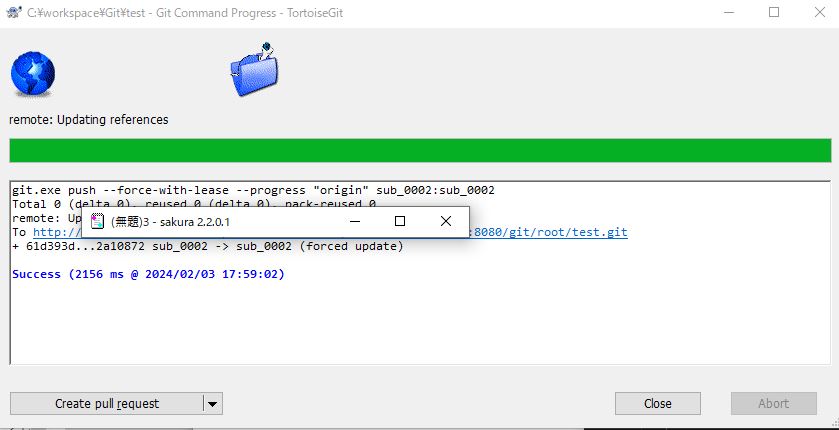 C:¥workspace¥Git¥test - Git Command Progress - TortoiseGit
remote: Updating references
git.exe push --force-with-lease --progress "origin" sub_0002:sub_0002
Total 0 (delta 0), reused 0 (delta 0), pack-reused 0
remote: Up
(無題)3 - sakura 2.2.0.1
To http:// :8080/git/root/test.git
+ 61d393d...2a10872 sub_0002 -> sub_0002 (forced update)
Success (2156 ms @ 2024/02/03 17:59:02)
Create pull request
Close
Abort